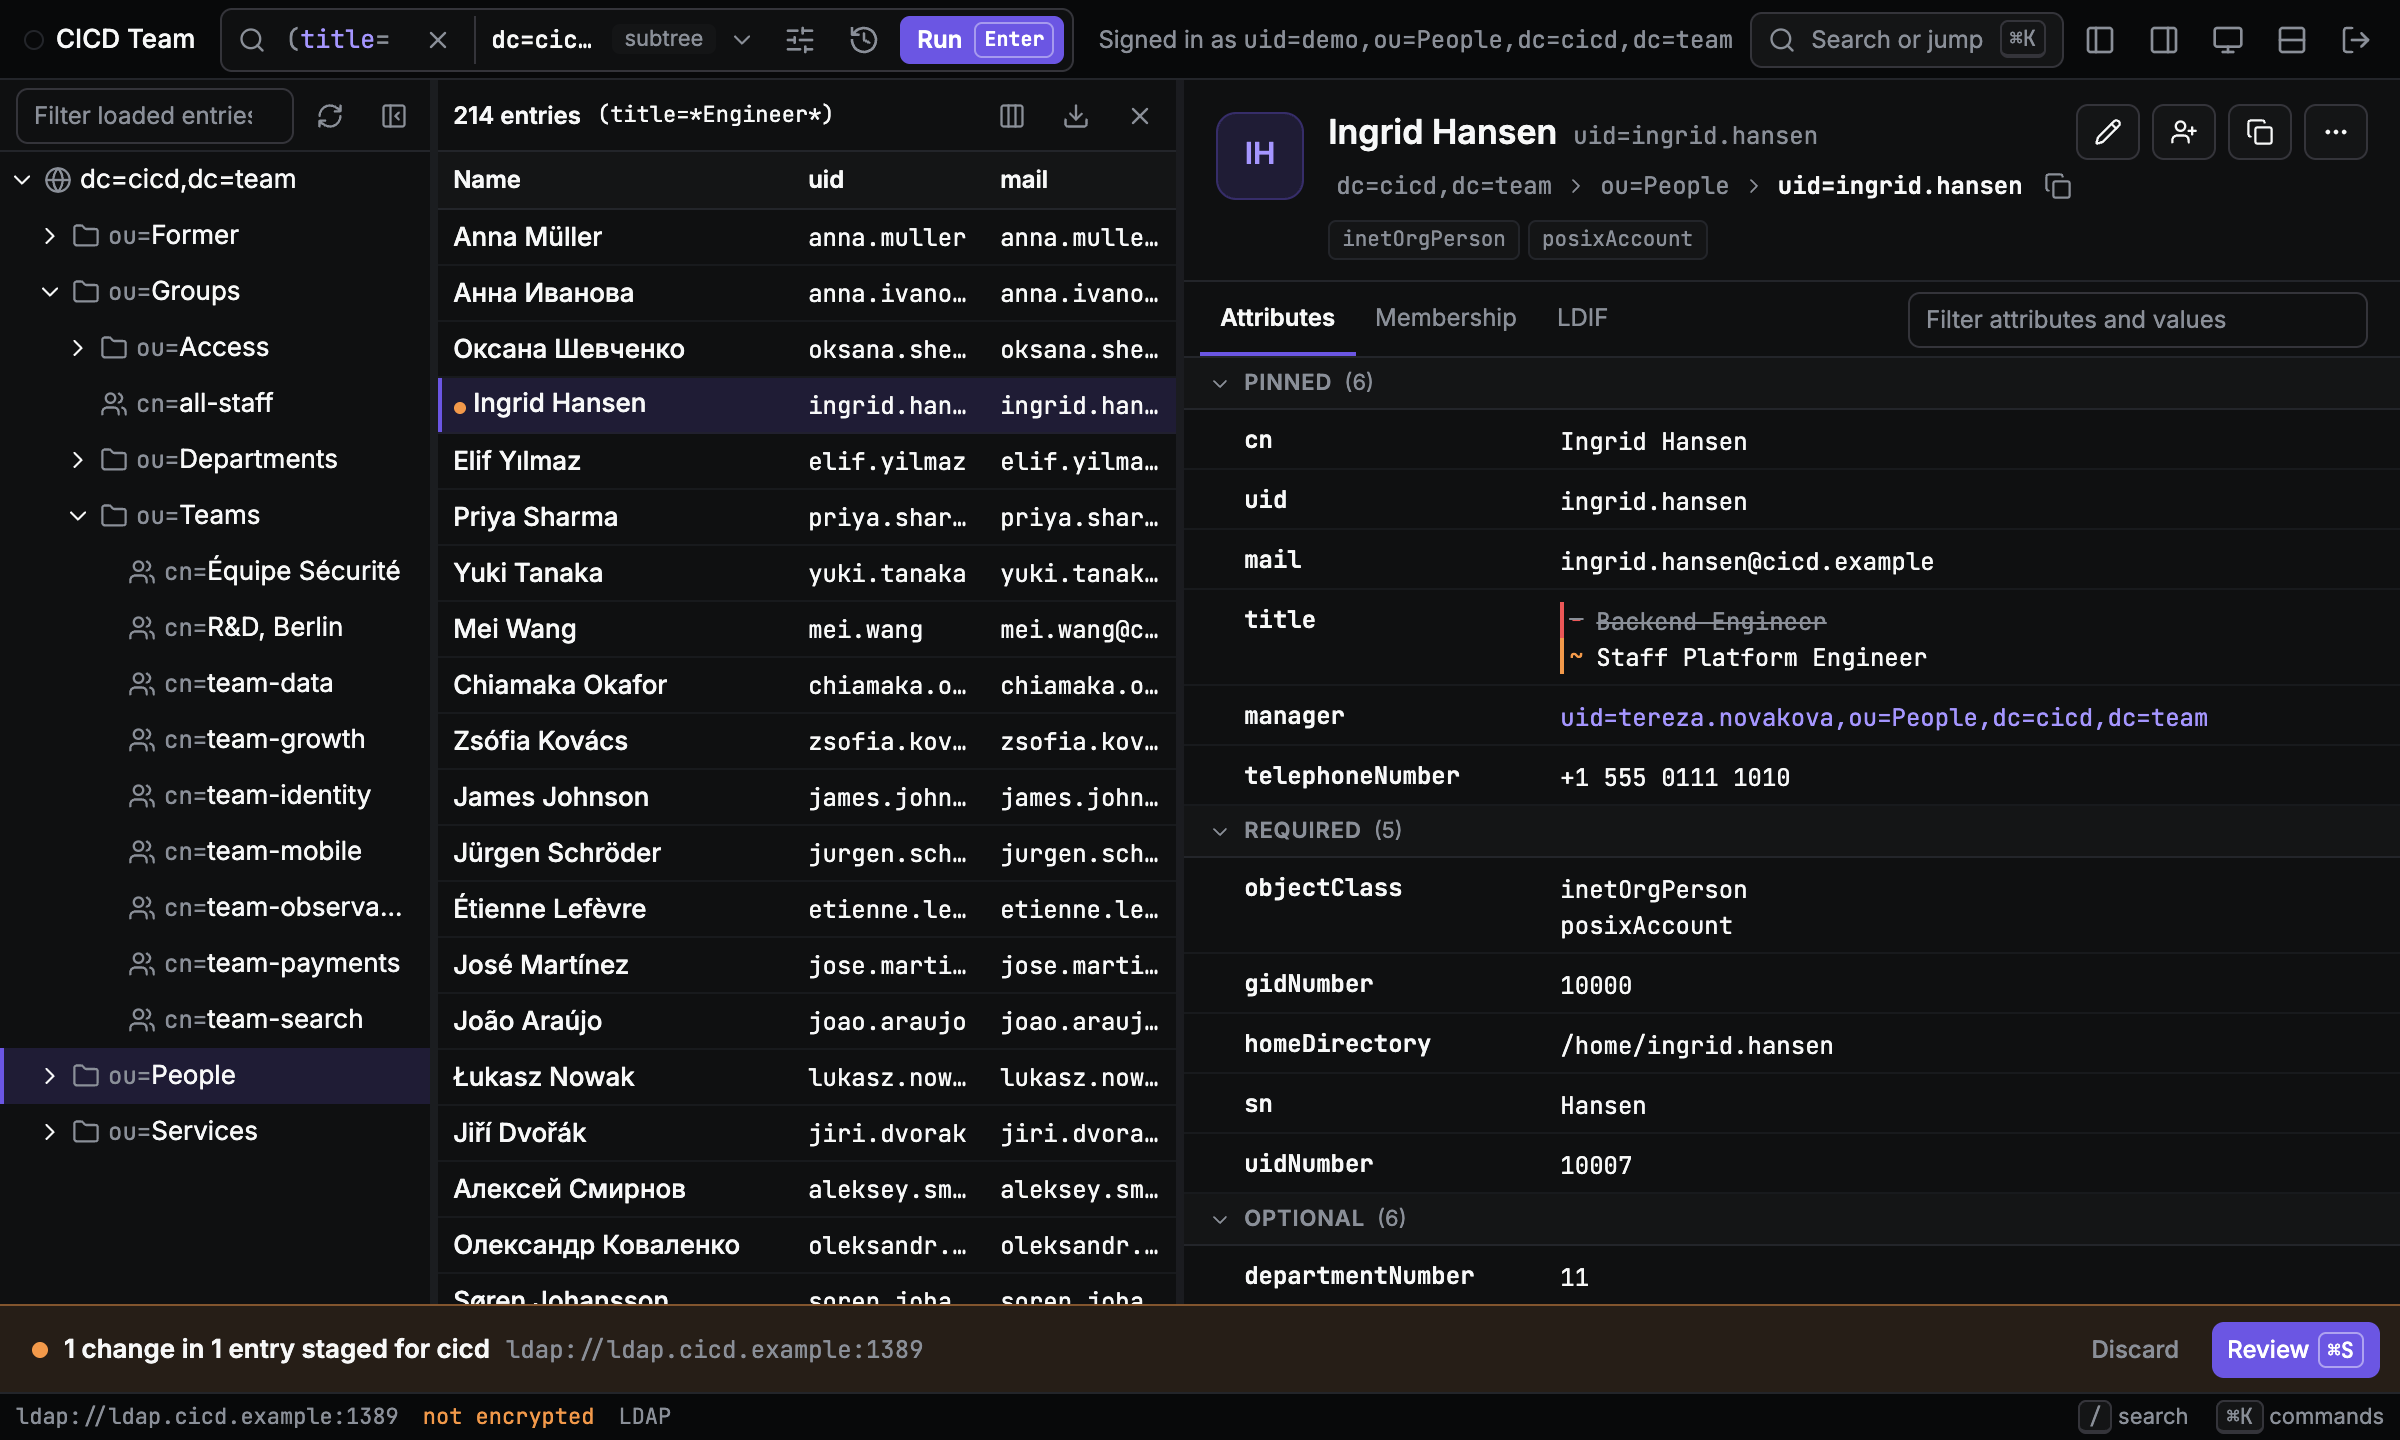 CICD Team
(title=
dc=cic…
subtree
Run Enter
Signed in as uid=demo,ou=People,dc=cicd,dc=team
Search or jump ⌘K
Filter loaded entries
dc=cicd,dc=team
ou=Former
ou=Groups
ou=Access
cn=all-staff
ou=Departments
ou=Teams
cn=Équipe Sécurité
cn=R&D, Berlin
cn=team-data
cn=team-growth
cn=team-identity
cn=team-mobile
cn=team-observa...
cn=team-payments
cn=team-search
ou=People
ou=Services
214 entries (title=*Engineer*)
Name uid mail
Anna Müller anna.muller anna.mulle…
Анна Иванова anna.ivano… anna.ivano…
Оксана Шевченко oksana.she… oksana.she…
Ingrid Hansen ingrid.han… ingrid.han…
Elif Yılmaz elif.yilmaz elif.yilma…
Priya Sharma priya.shar… priya.shar…
Yuki Tanaka yuki.tanaka yuki.tanak…
Mei Wang mei.wang mei.wang@c…
Chiamaka Okafor chiamaka.o… chiamaka.o…
Zsófia Kovács zsofia.kov… zsofia.kov…
James Johnson james.john… james.john…
Jürgen Schröder jurgen.sch… jurgen.sch…
Étienne Lefèvre etienne.le… etienne.le…
José Martínez jose.marti… jose.marti…
João Araújo joao.araujo joao.arauj…
Łukasz Nowak lukasz.now… lukasz.now…
Jiří Dvořák jiri.dvorak jiri.dvora…
Алексей Смирнов aleksey.sm… aleksey.sm…
Олександр Коваленко oleksandr.… oleksandr.…
Søren Johansson soren.joha soren.joha
IH
Ingrid Hansen uid=ingrid.hansen
dc=cicd,dc=team > ou=People > uid=ingrid.hansen
inetOrgPerson posixAccount
Attributes Membership LDIF
Filter attributes and values
PINNED (6)
cn Ingrid Hansen
uid ingrid.hansen
mail ingrid.hansen@cicd.example
title − Backend Engineer
~ Staff Platform Engineer
manager uid=tereza.novakova,ou=People,dc=cicd,dc=team
telephoneNumber +1 555 0111 1010
REQUIRED (5)
objectClass inetOrgPerson
posixAccount
gidNumber 10000
homeDirectory /home/ingrid.hansen
sn Hansen
uidNumber 10007
OPTIONAL (6)
departmentNumber 11
1 change in 1 entry staged for cicd ldap://ldap.cicd.example:1389
Discard
Review ⌘S
ldap://ldap.cicd.example:1389 not encrypted LDAP
/ search ⌘K commands